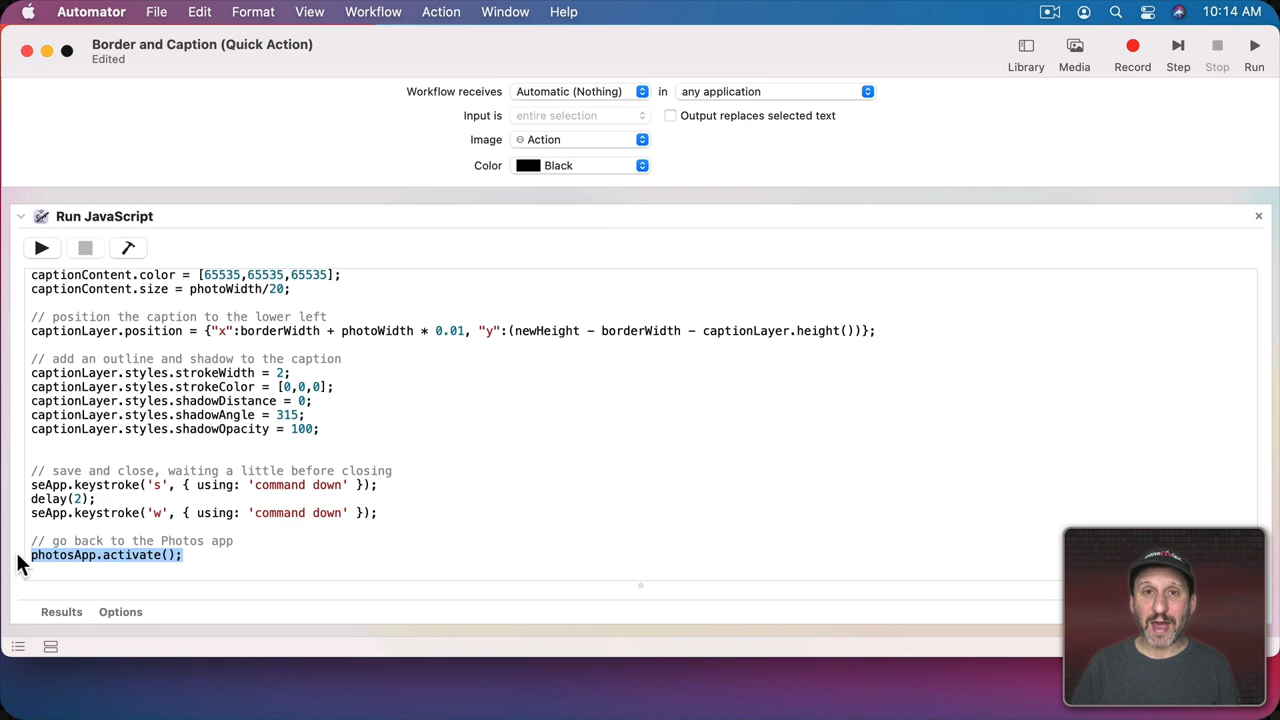 Automator File Edit Format View Workflow Action Window Help 10:14 AM
Border and Caption (Quick Action)
Edited
Library Media Record Step Stop Run
Workflow receives Automatic (Nothing) in any application
Input is entire selection Output replaces selected text
Image Action
Color Black
Run JavaScript
captionContent.color = [65535,65535,65535];
captionContent.size = photoWidth/20;
// position the caption to the lower left
captionLayer.position = {"x":borderWidth + photoWidth * 0.01, "y":(newHeight - borderWidth - captionLayer.height())};
// add an outline and shadow to the caption
captionLayer.styles.strokeWidth = 2;
captionLayer.styles.strokeColor = [0,0,0];
captionLayer.styles.shadowDistance = 0;
captionLayer.styles.shadowAngle = 315;
captionLayer.styles.shadowOpacity = 100;
// save and close, waiting a little before closing
seApp.keystroke('s', { using: 'command down' });
delay(2);
seApp.keystroke('w', { using: 'command down' });
// go back to the Photos app
photosApp.activate();
Results Options